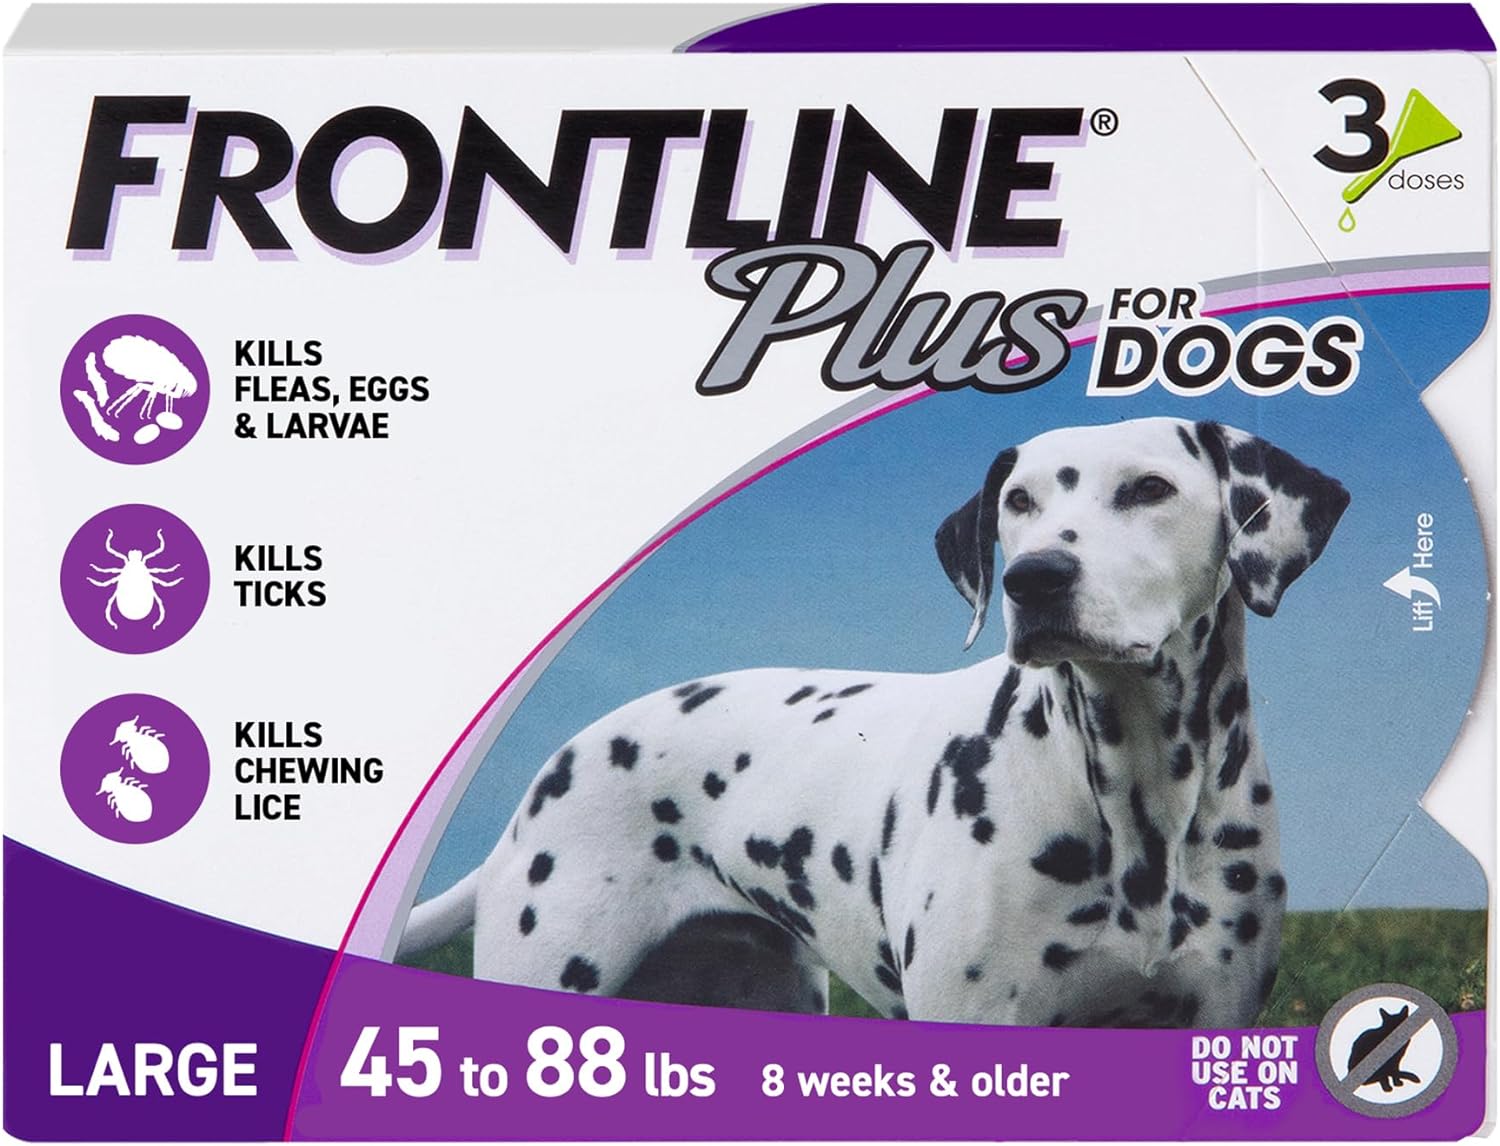 FRONTLINE®
Plus FOR
DOGS
3
doses
KILLS
FLEAS, EGGS
& LARVAE
KILLS
TICKS
KILLS
CHEWING
LICE
Lift Here
LARGE
45 to 88 lbs 8 weeks & older
DO NOT
USE ON
CATS